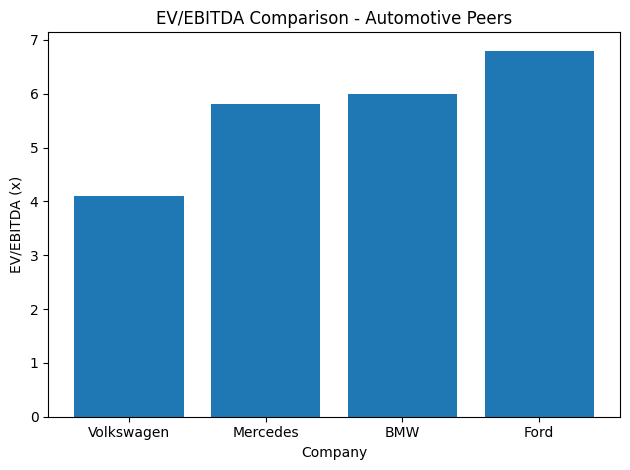 EV/EBITDA Comparison - Automotive Peers
EV/EBITDA (x)
7
6
5
4
3
2
1
0
Volkswagen Mercedes BMW Ford
Company